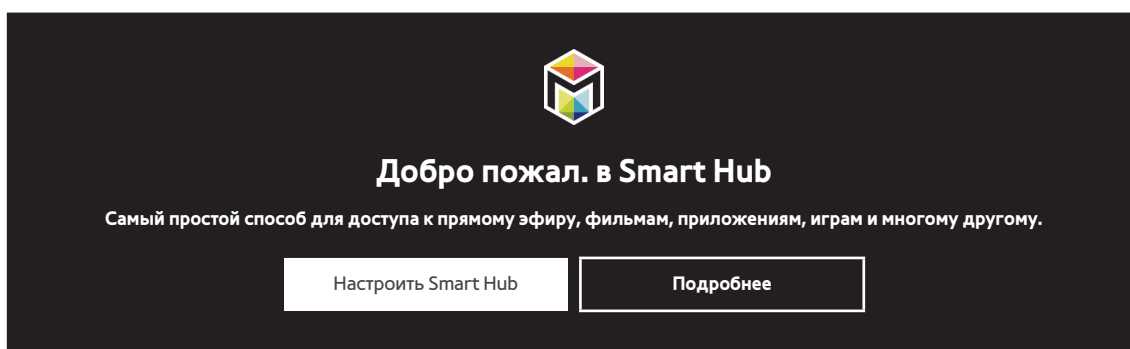 Добро пожал. в Smart Hub
Самый простой способ для доступа к прямому эфиру, фильмам, приложениям, играм и многому другому.
Настроить Smart Hub
Подробнее